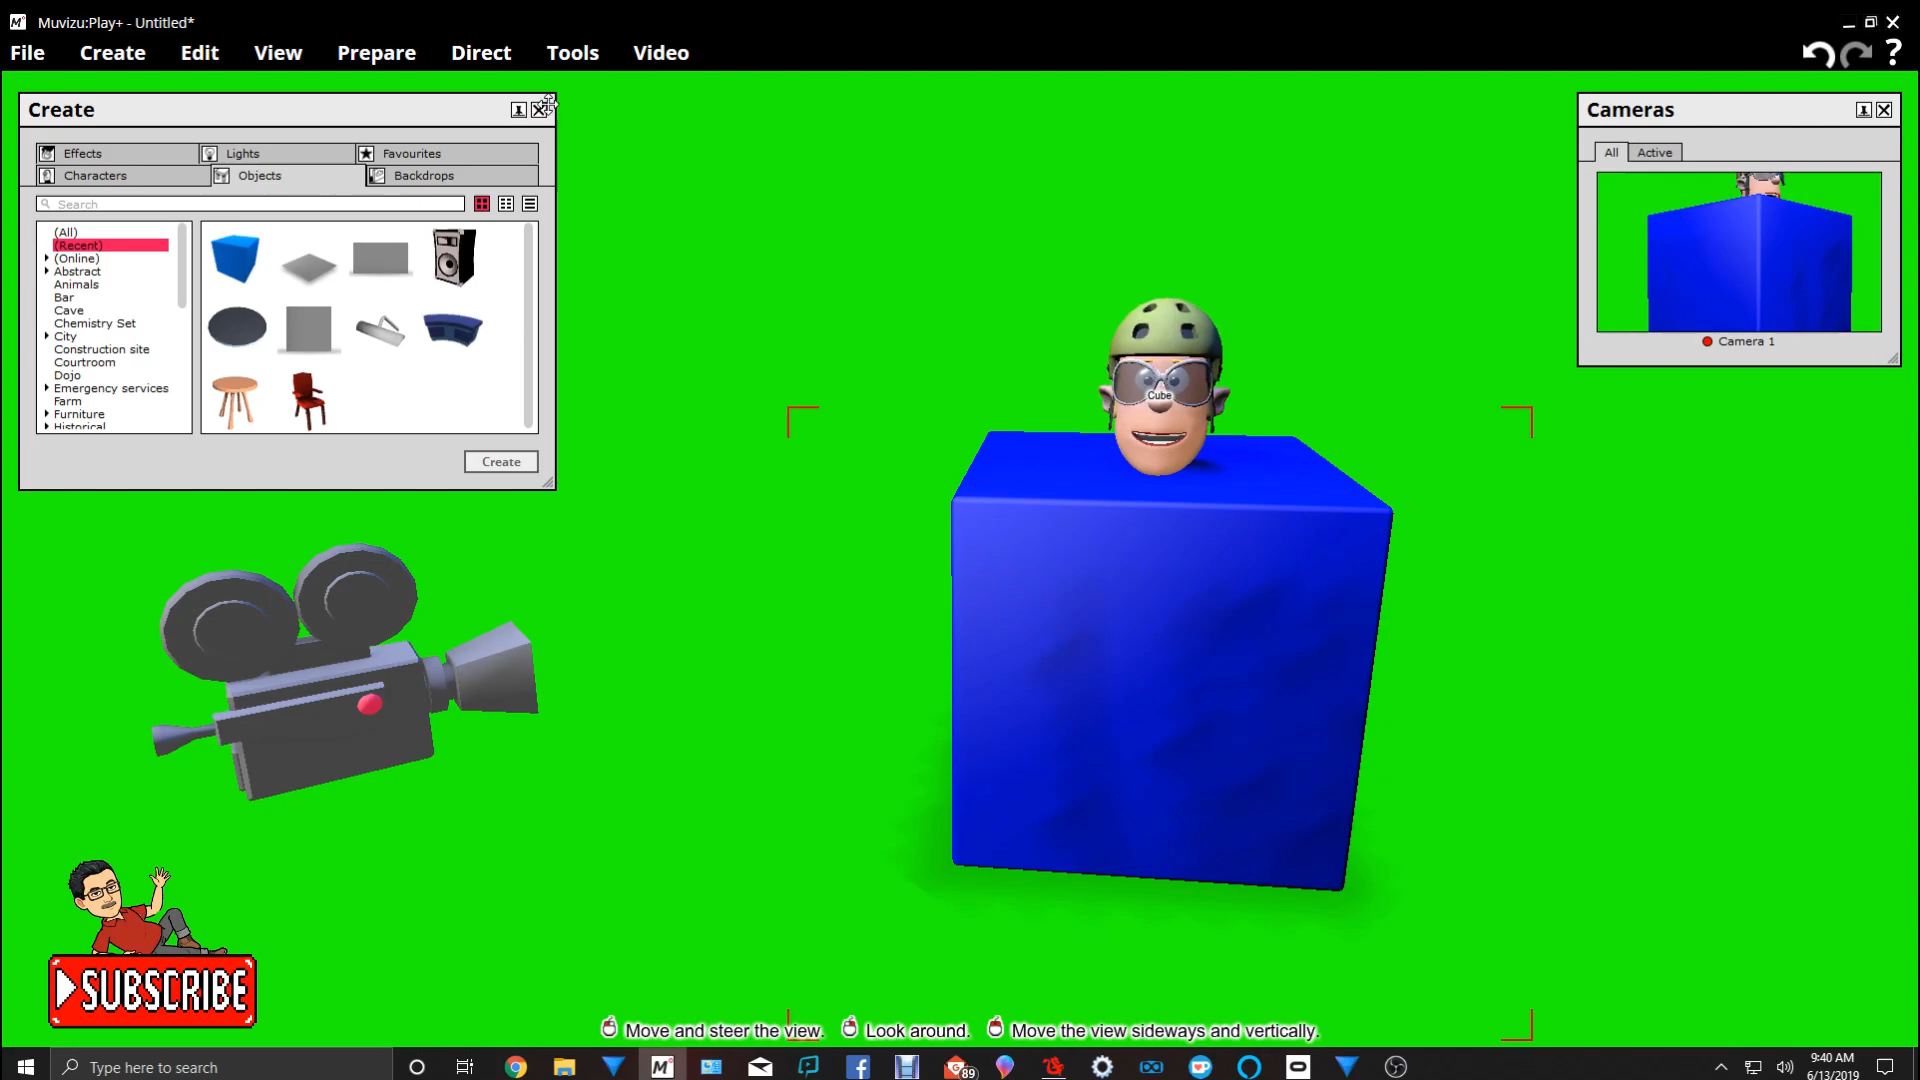 Muvizu:Play+ - Untitled*
File Create Edit View Prepare Direct Tools Video
Create
Effects Lights Favourites
Characters Objects Backdrops
Search
(All)
(Recent)
(Online)
Abstract
Animals
Bar
Cave
Chemistry Set
City
Construction site
Courtroom
Dojo
Emergency services
Farm
Furniture
Historical
Create
Cameras
All Active
Camera 1
Cube
SUBSCRIBE
Move and steer the view. Look around. Move the view sideways and vertically.
Type here to search
89
9:40 AM
6/13/2019